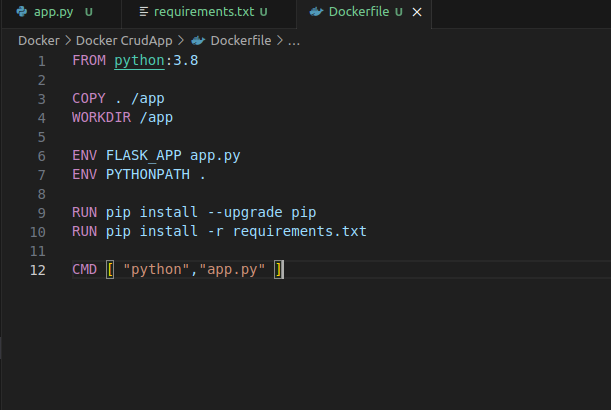 app.py U requirements.txt U Dockerfile U ×
Docker > Docker CrudApp > Dockerfile > ...
1 FROM python:3.8
2
3 COPY . /app
4 WORKDIR /app
5
6 ENV FLASK_APP app.py
7 ENV PYTHONPATH .
8
9 RUN pip install --upgrade pip
10 RUN pip install -r requirements.txt
11
12 CMD [ "python","app.py" ]